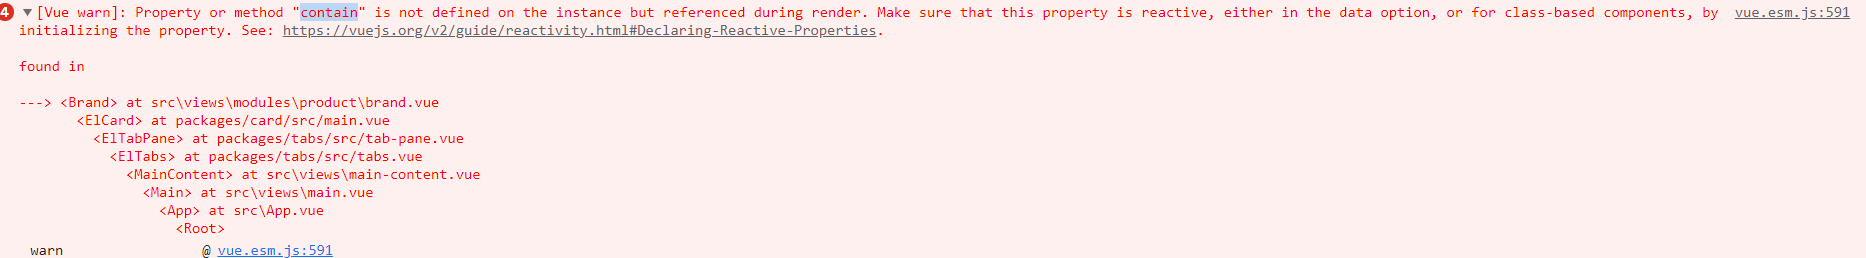 4 ▼[Vue warn]: Property or method "contain" is not defined on the instance but referenced during render. Make sure that this property is reactive, either in the data option, or for class-based components, by vue.esm.js:591
initializing the property. See: https://vuejs.org/v2/guide/reactivity.html#Declaring-Reactive-Properties.
found in
---> <Brand> at src\views\modules\product\brand.vue
<ElCard> at packages/card/src/main.vue
<ElTabPane> at packages/tabs/src/tab-pane.vue
<ElTabs> at packages/tabs/src/tabs.vue
<MainContent> at src\views\main-content.vue
<Main> at src\views\main.vue
<App> at src\App.vue
<Root>
warn @ vue.esm.js:591